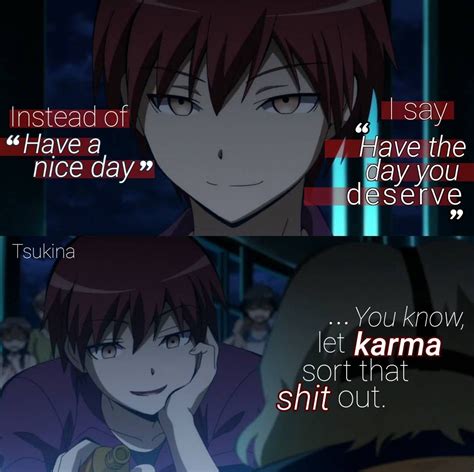 Instead of
“Have a
nice day”
I say
“Have the
day you
deserve
”
Tsukina
...You know,
let karma
sort that
shit out.